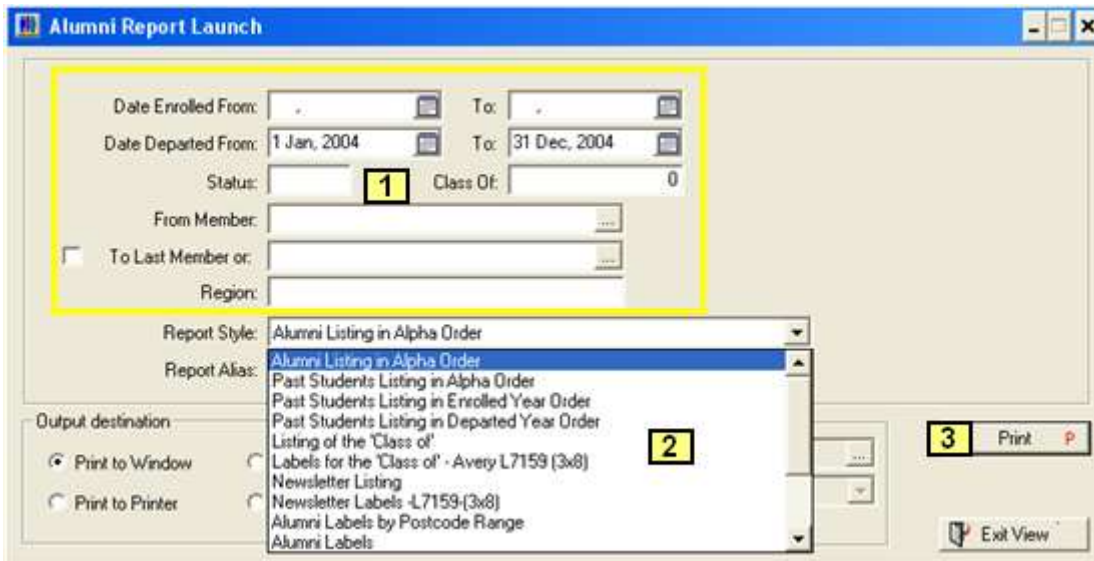 Alumni Report Launch
Date Enrolled From: , To: ,
Date Departed From: 1 Jan, 2004 To: 31 Dec, 2004
Status: 1 Class Of: 0
From Member: ...
To Last Member or: ...
Region:
Report Style: Alumni Listing in Alpha Order
Report Alias:
Alumni Listing in Alpha Order
Past Students Listing in Alpha Order
Past Students Listing in Enrolled Year Order
Past Students Listing in Departed Year Order
Listing of the 'Class of'
Labels for the 'Class of' - Avery L7159 (3x8)
Newsletter Listing
Newsletter Labels -L7159-(3x8)
Alumni Labels by Postcode Range
Alumni Labels
2
Output destination
Print to Window
Print to Printer
...
3 Print P
Exit View